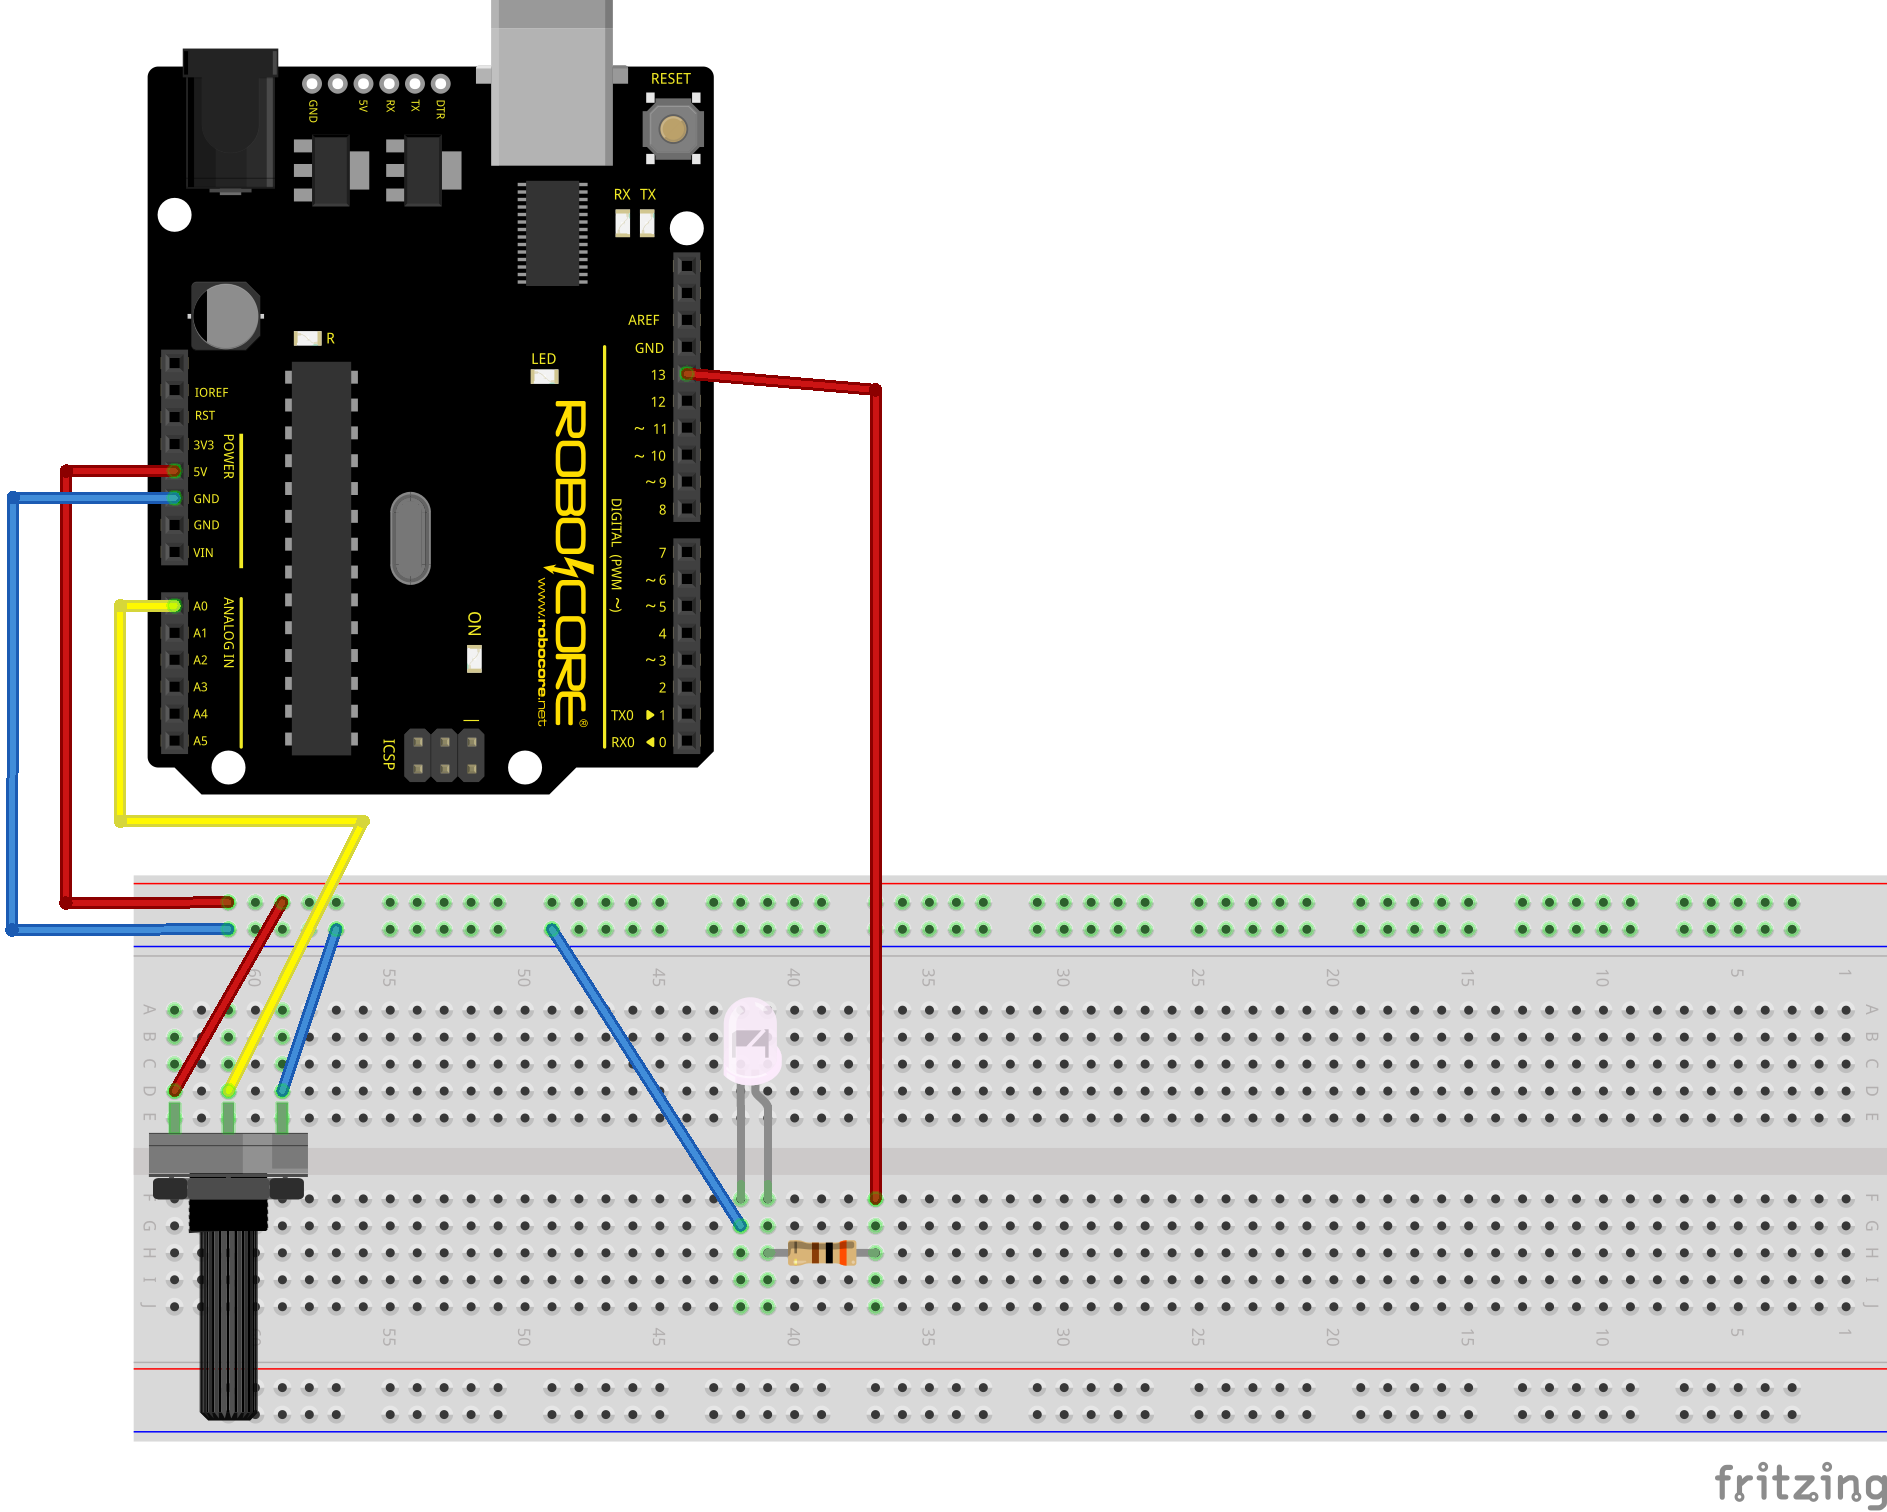 RESET
GND 5V RX TX DTR
RX TX
AREF
GND
13
12
~ 11
~ 10
~ 9
8
7
~ 6
~ 5
4
~ 3
2
TX0 ▶ 1
RX0 ◀ 0
R
LED
IOREF
RST
3V3
5V
GND
GND
VIN
POWER
A0
A1
A2
A3
A4
A5
ANALOG IN
DIGITAL (PWM ~)
ROBOCORE®
www.robocore.net
ON
ICSP
60 55 50 45 40 35 30 25 20 15 10 5 1
A A
B B
C C
D D
E E
F F
G G
H H
I I
J J
55 50 45 40 35 30 25 20 15 10 5 1
fritzing